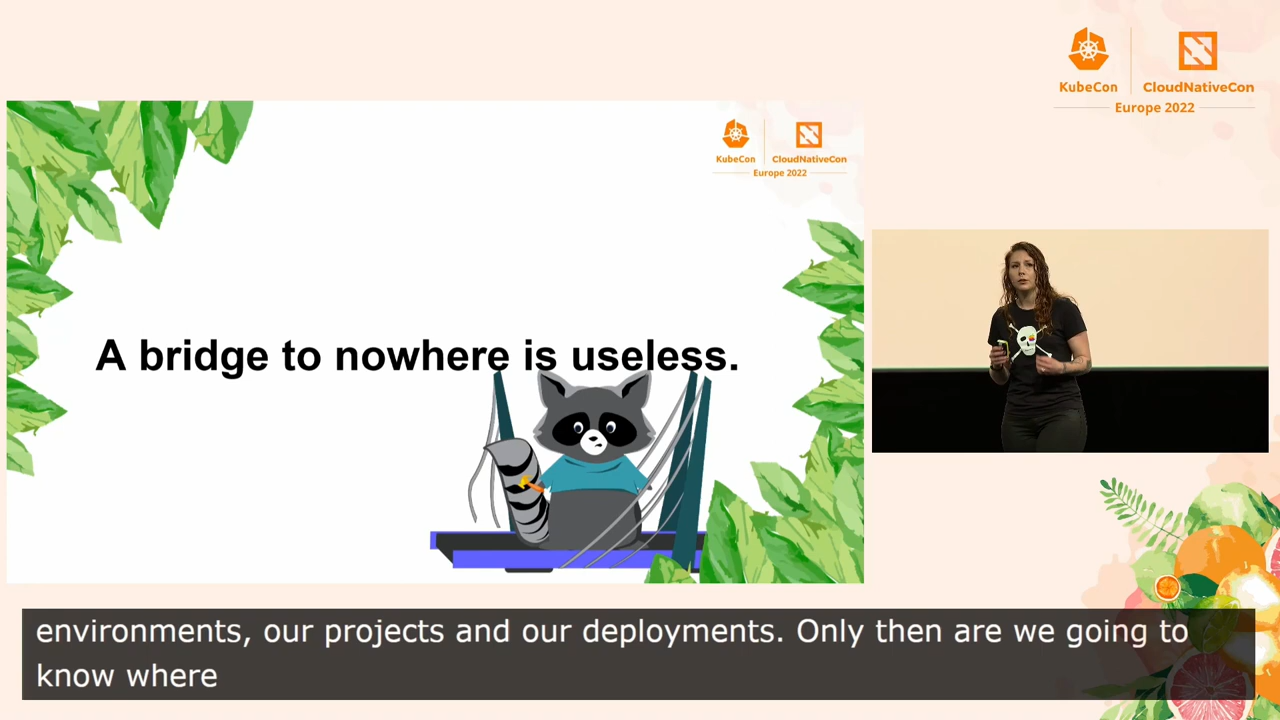 KubeCon
CloudNativeCon
Europe 2022
KubeCon
CloudNativeCon
Europe 2022
A bridge to nowhere is useless.
environments, our projects and our deployments. Only then are we going to
know where